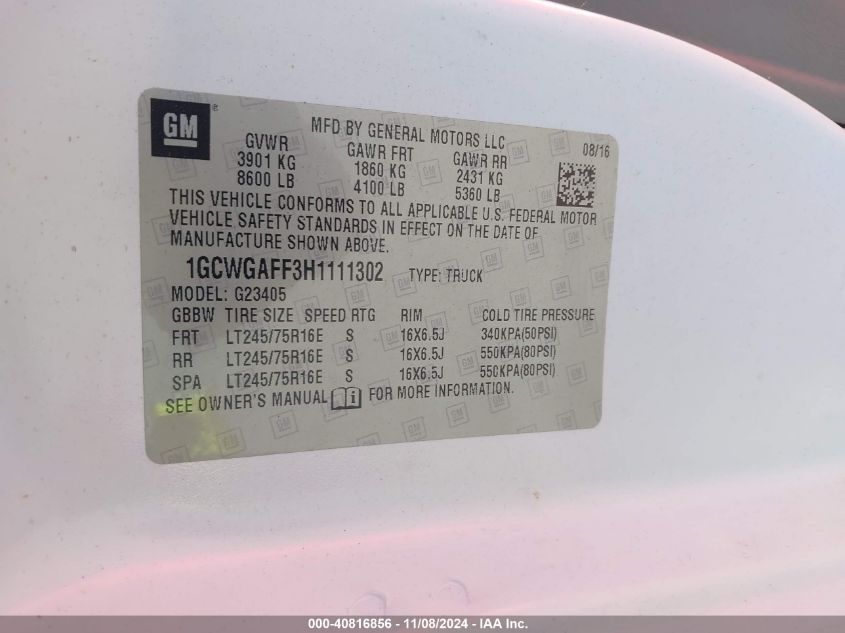 GM ®
MFD BY GENERAL MOTORS LLC 08/16
GVWR GAWR FRT GAWR RR
3901 KG 1860 KG 2431 KG
8600 LB 4100 LB 5360 LB
THIS VEHICLE CONFORMS TO ALL APPLICABLE U.S. FEDERAL MOTOR
VEHICLE SAFETY STANDARDS IN EFFECT ON THE DATE OF
MANUFACTURE SHOWN ABOVE.
1GCWGAFF3H1111302 TYPE: TRUCK
MODEL: G23405
GBBW TIRE SIZE SPEED RTG RIM COLD TIRE PRESSURE
FRT LT245/75R16E S 16X6.5J 340KPA(50PSI)
RR LT245/75R16E S 16X6.5J 550KPA(80PSI)
SPA LT245/75R16E S 16X6.5J 550KPA(80PSI)
SEE OWNER'S MANUAL FOR MORE INFORMATION.
000-40816856 - 11/08/2024 - IAA Inc.